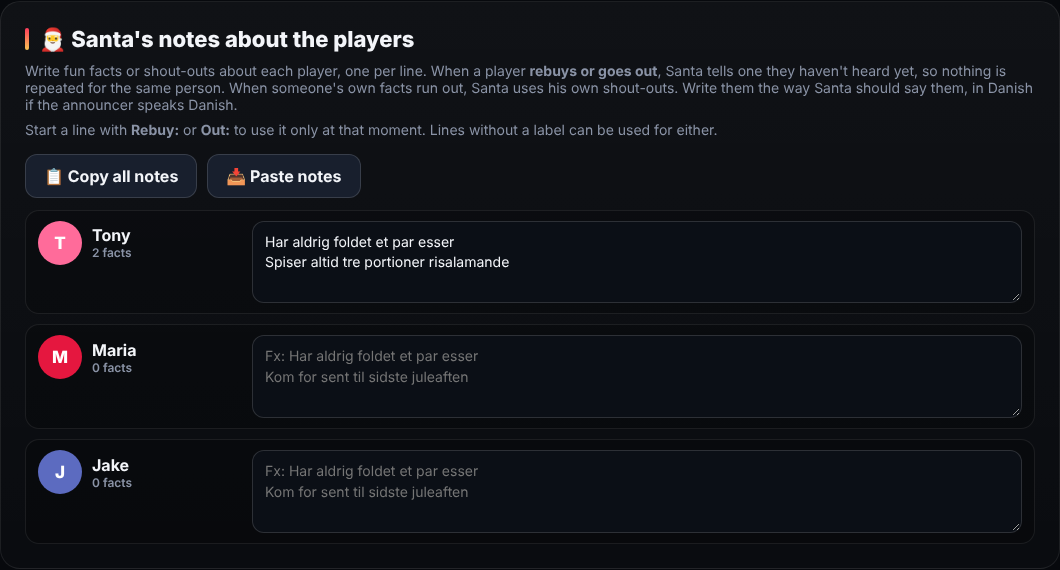 🎅 Santa's notes about the players
Write fun facts or shout-outs about each player, one per line. When a player rebuys or goes out, Santa tells one they haven't heard yet, so nothing is
repeated for the same person. When someone's own facts run out, Santa uses his own shout-outs. Write them the way Santa should say them, in Danish
if the announcer speaks Danish.
Start a line with Rebuy: or Out: to use it only at that moment. Lines without a label can be used for either.
📋 Copy all notes
📥 Paste notes
T
Tony
2 facts
Har aldrig foldet et par esser
Spiser altid tre portioner risalamande
M
Maria
0 facts
Fx: Har aldrig foldet et par esser
Kom for sent til sidste juleaften
J
Jake
0 facts
Fx: Har aldrig foldet et par esser
Kom for sent til sidste juleaften